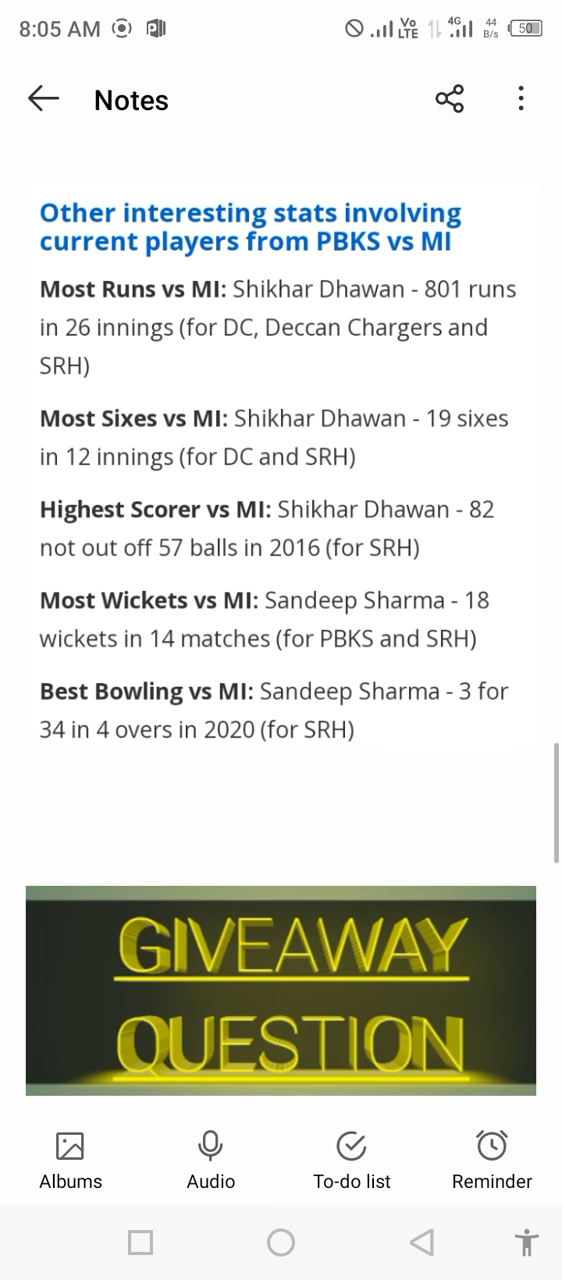 8:05 AM
Vo LTE 4G 44 B/s 50
Notes
Other interesting stats involving
current players from PBKS vs MI
Most Runs vs MI: Shikhar Dhawan - 801 runs
in 26 innings (for DC, Deccan Chargers and
SRH)
Most Sixes vs MI: Shikhar Dhawan - 19 sixes
in 12 innings (for DC and SRH)
Highest Scorer vs MI: Shikhar Dhawan - 82
not out off 57 balls in 2016 (for SRH)
Most Wickets vs MI: Sandeep Sharma - 18
wickets in 14 matches (for PBKS and SRH)
Best Bowling vs MI: Sandeep Sharma - 3 for
34 in 4 overs in 2020 (for SRH)
GIVEAWAY
QUESTION
Albums Audio To-do list Reminder